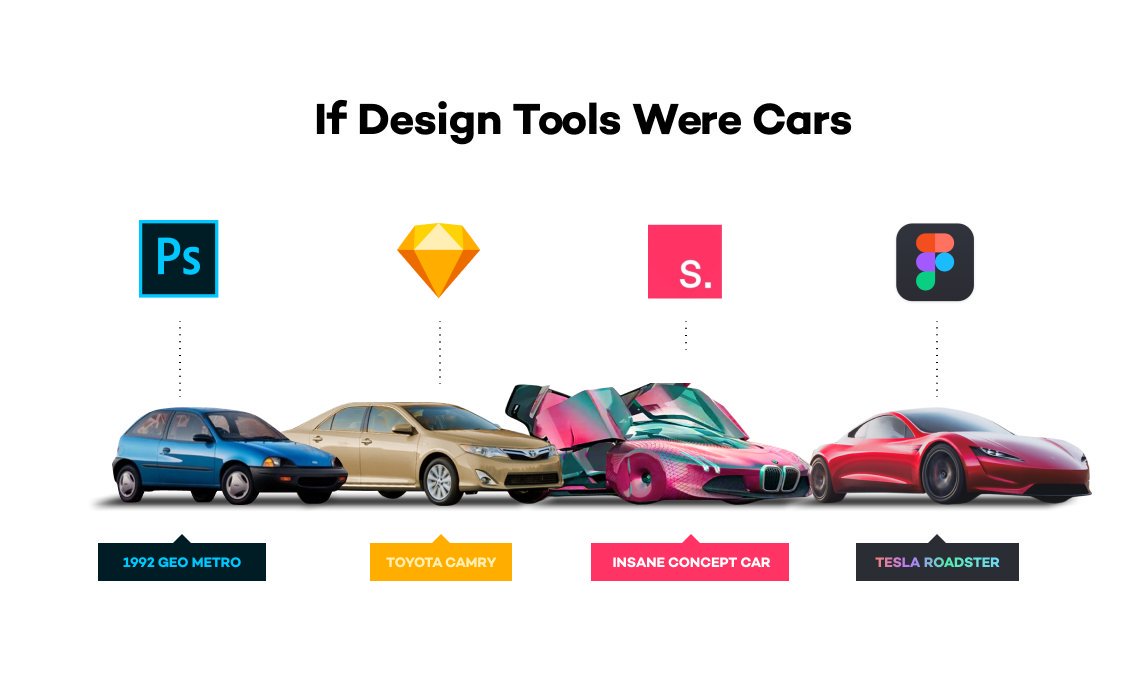 If Design Tools Were Cars
Ps
s.
1992 GEO METRO
TOYOTA CAMRY
INSANE CONCEPT CAR
TESLA ROADSTER